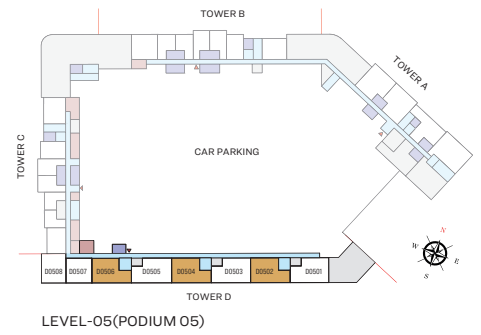 TOWER B
TOWER A
TOWER C
CAR PARKING
N
W
E
S
D0508 D0507 D0506 D0505 D0504 D0503 D0502 D0501
TOWER D
LEVEL-05(PODIUM 05)